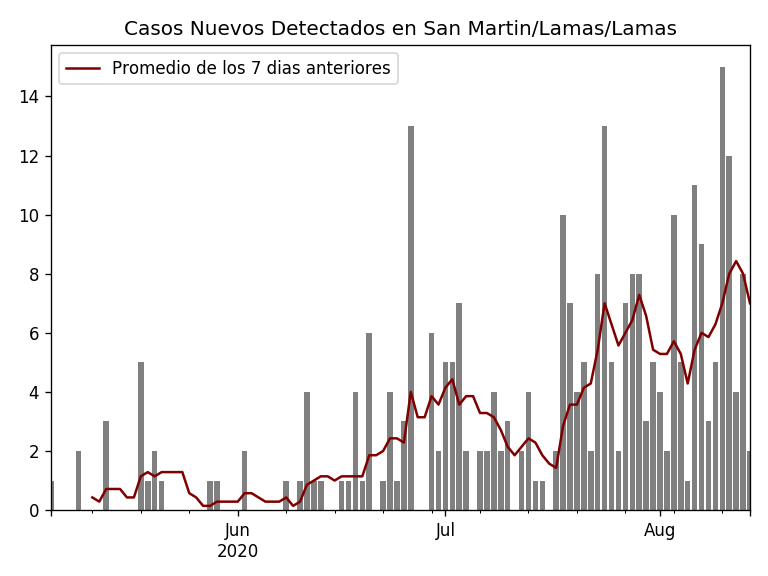 Casos Nuevos Detectados en San Martin/Lamas/Lamas
Promedio de los 7 dias anteriores
14
12
10
8
6
4
2
0
Jun
2020
Jul
Aug